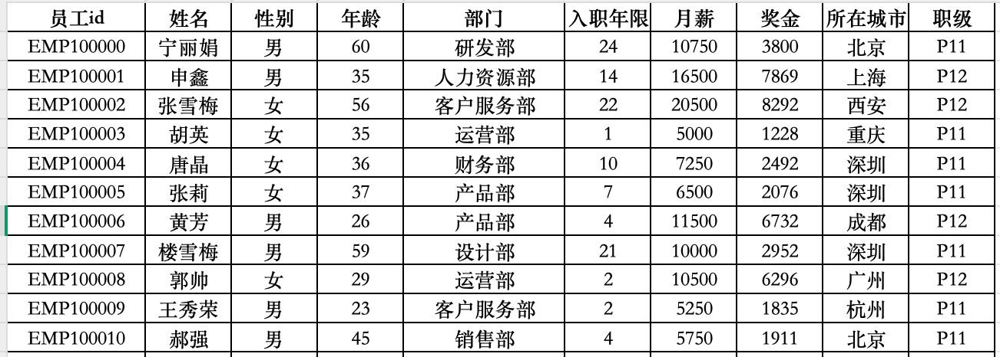 员工id 姓名 性别 年龄 部门 入职年限 月薪 奖金 所在城市 职级
EMP100000 宁丽娟 男 60 研发部 24 10750 3800 北京 P11
EMP100001 申鑫 男 35 人力资源部 14 16500 7869 上海 P12
EMP100002 张雪梅 女 56 客户服务部 22 20500 8292 西安 P12
EMP100003 胡英 女 35 运营部 1 5000 1228 重庆 P11
EMP100004 唐晶 女 36 财务部 10 7250 2492 深圳 P11
EMP100005 张莉 女 37 产品部 7 6500 2076 深圳 P11
EMP100006 黄芳 男 26 产品部 4 11500 6732 成都 P12
EMP100007 楼雪梅 男 59 设计部 21 10000 2952 深圳 P11
EMP100008 郭帅 女 29 运营部 2 10500 6296 广州 P12
EMP100009 王秀荣 男 23 客户服务部 2 5250 1835 杭州 P11
EMP100010 郝强 男 45 销售部 4 5750 1911 北京 P11